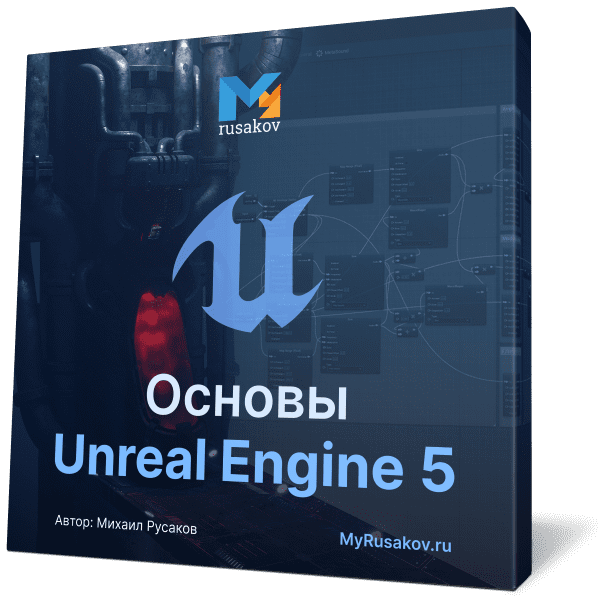 rusakov
Основы
Unreal Engine 5
Автор: Михаил Русаков
MyRusakov.ru